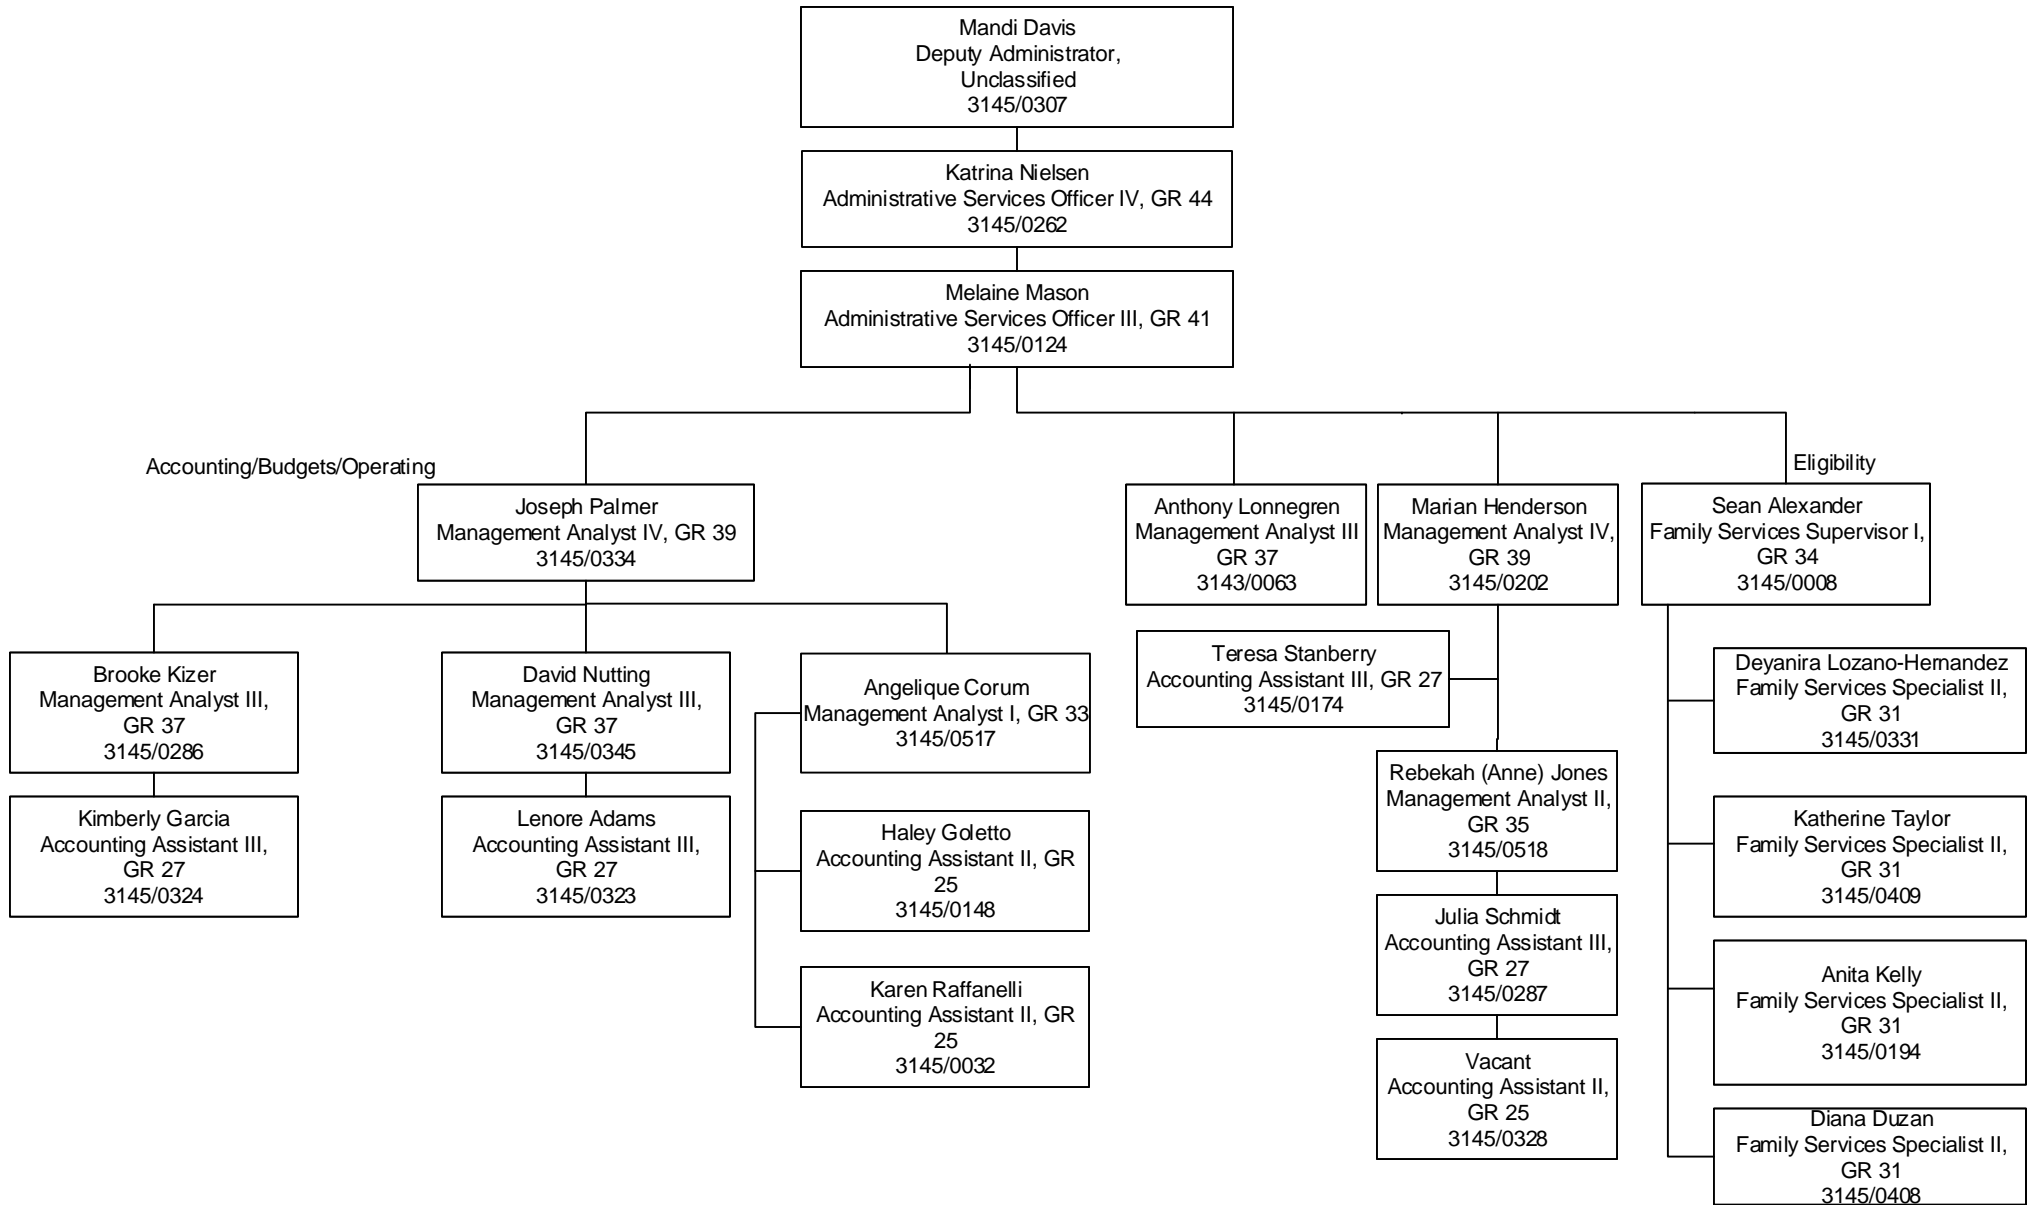 Mandi Davis
Deputy Administrator,
Unclassified
3145/0307
Katrina Nielsen
Administrative Services Officer IV, GR 44
3145/0262
Melaine Mason
Administrative Services Officer III, GR 41
3145/0124
Accounting/Budgets/Operating
Joseph Palmer
Management Analyst IV, GR 39
3145/0334
Brooke Kizer
Management Analyst III,
GR 37
3145/0286
Kimberly Garcia
Accounting Assistant III,
GR 27
3145/0324
David Nutting
Management Analyst III,
GR 37
3145/0345
Lenore Adams
Accounting Assistant III,
GR 27
3145/0323
Angelique Corum
Management Analyst I, GR 33
3145/0517
Haley Goletto
Accounting Assistant II, GR
25
3145/0148
Karen Raffanelli
Accounting Assistant II, GR
25
3145/0032
Anthony Lonnegren
Management Analyst III
GR 37
3143/0063
Marian Henderson
Management Analyst IV,
GR 39
3145/0202
Teresa Stanberry
Accounting Assistant III, GR 27
3145/0174
Rebekah (Anne) Jones
Management Analyst II,
GR 35
3145/0518
Julia Schmidt
Accounting Assistant III,
GR 27
3145/0287
Vacant
Accounting Assistant II,
GR 25
3145/0328
Eligibility
Sean Alexander
Family Services Supervisor I,
GR 34
3145/0008
Deyanira Lozano-Hernandez
Family Services Specialist II,
GR 31
3145/0331
Katherine Taylor
Family Services Specialist II,
GR 31
3145/0409
Anita Kelly
Family Services Specialist II,
GR 31
3145/0194
Diana Duzan
Family Services Specialist II,
GR 31
3145/0408